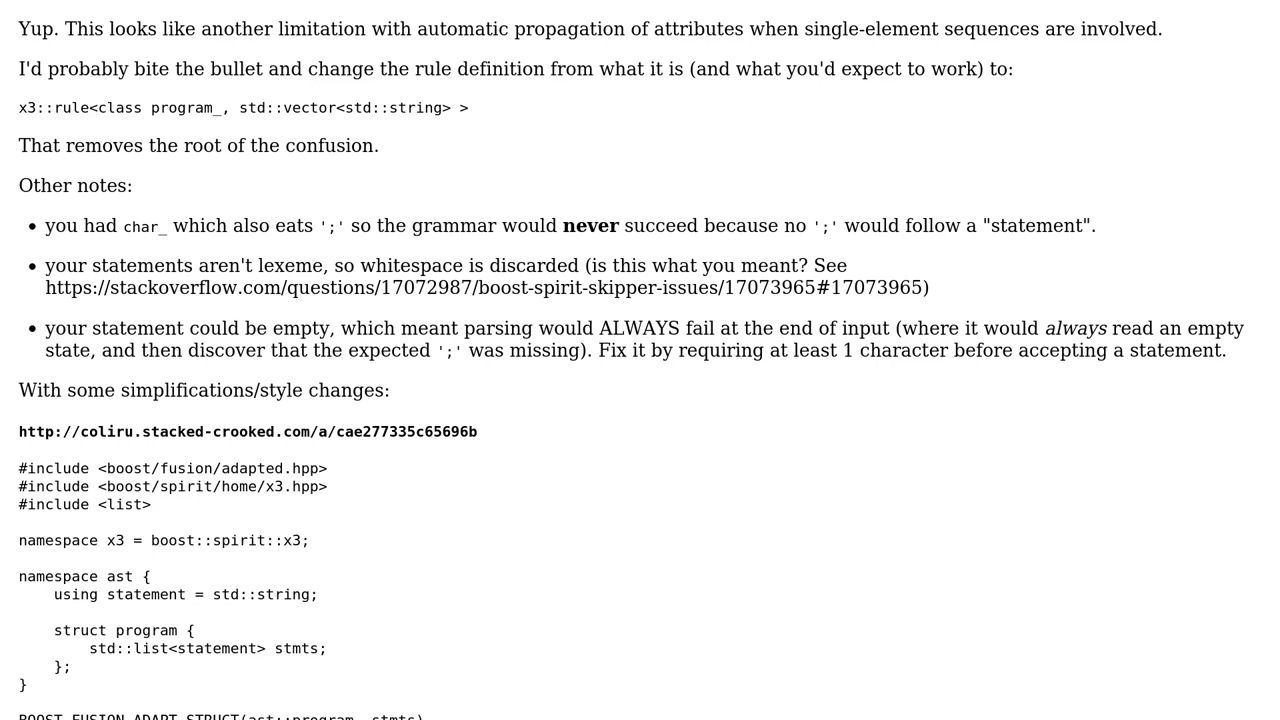 Yup. This looks like another limitation with automatic propagation of attributes when single-element sequences are involved.
I'd probably bite the bullet and change the rule definition from what it is (and what you'd expect to work) to:
x3::rule<class program_, std::vector<std::string> >
That removes the root of the confusion.
Other notes:
• you had char_ which also eats ';' so the grammar would never succeed because no ';' would follow a "statement".
• your statements aren't lexeme, so whitespace is discarded (is this what you meant? See
https://stackoverflow.com/questions/17072987/boost-spirit-skipper-issues/17073965#17073965)
• your statement could be empty, which meant parsing would ALWAYS fail at the end of input (where it would always read an empty
state, and then discover that the expected ';' was missing). Fix it by requiring at least 1 character before accepting a statement.
With some simplifications/style changes:
http://coliru.stacked-crooked.com/a/cae277335c65696b
#include <boost/fusion/adapted.hpp>
#include <boost/spirit/home/x3.hpp>
#include <list>
namespace x3 = boost::spirit::x3;
namespace ast {
    using statement = std::string;
    struct program {
        std::list<statement> stmts;
    };
}
BOOST_FUSION_ADAPT_STRUCT(ast::program, stmts)